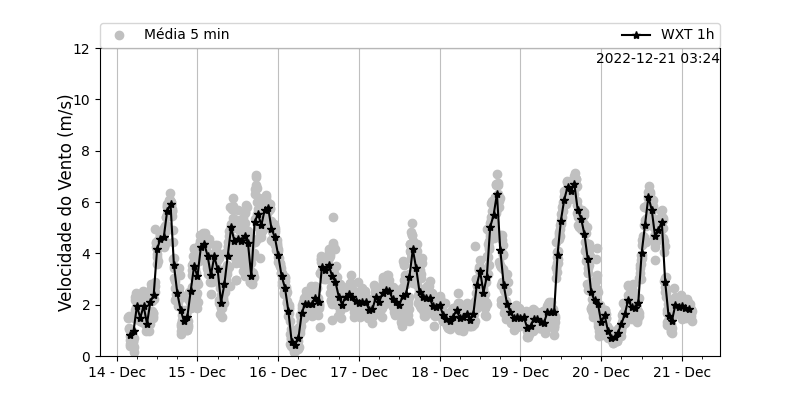 Média 5 min
WXT 1h
2022-12-21 03:24
Velocidade do Vento (m/s)
12
10
8
6
4
2
0
14 - Dec
15 - Dec
16 - Dec
17 - Dec
18 - Dec
19 - Dec
20 - Dec
21 - Dec